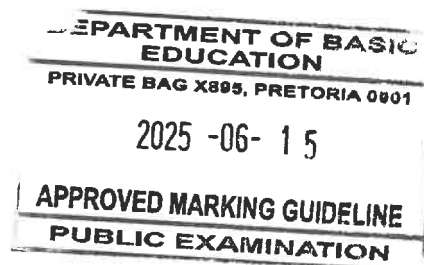 DEPARTMENT OF BASIC
EDUCATION
PRIVATE BAG X895, PRETORIA 0001
2025 -06- 15
APPROVED MARKING GUIDELINE
PUBLIC EXAMINATION